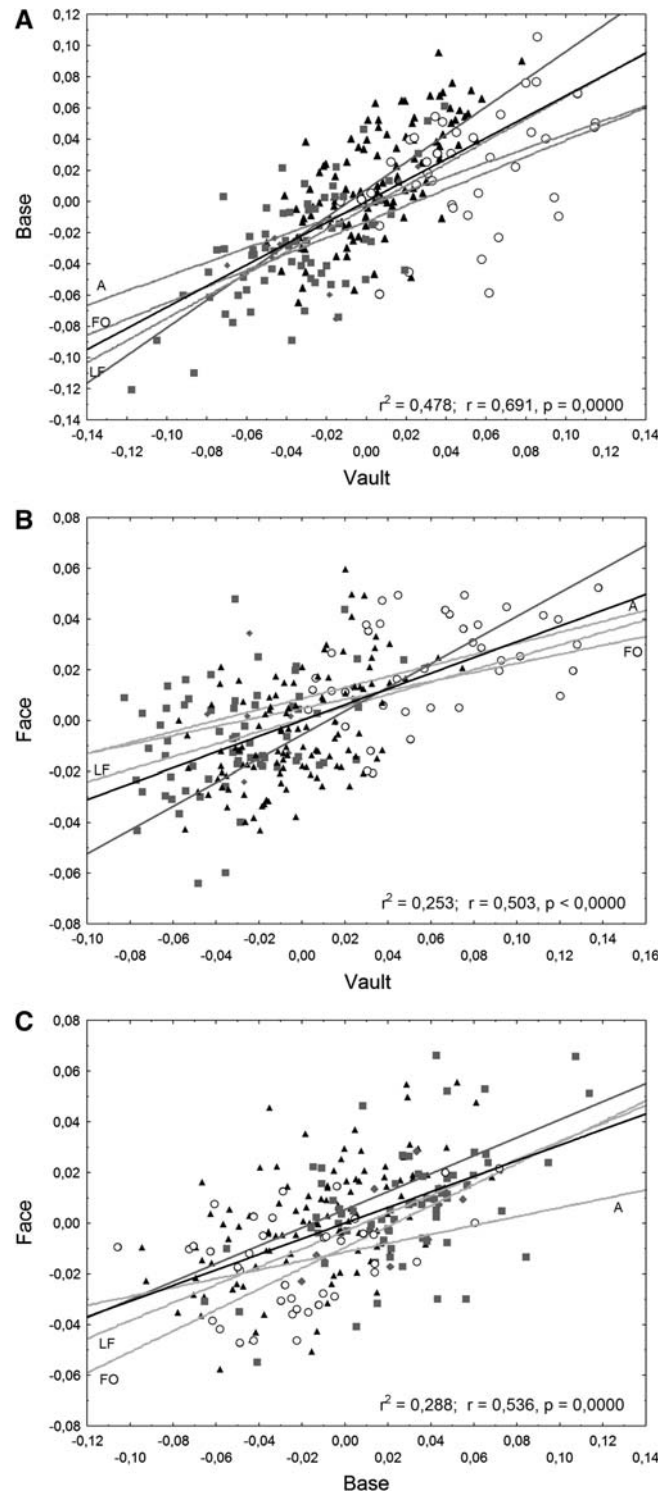 A
0,12
0,10
0,08
0,06
0,04
0,02
0,00
-0,02
-0,04
-0,06
-0,08
-0,10
-0,12
-0,14
Base
A
FO
LF
r² = 0,478; r = 0,691, p = 0,0000
-0,14 -0,10 -0,06 -0,02 0,02 0,06 0,10 0,14
-0,12 -0,08 -0,04 0,00 0,04 0,08 0,12
Vault
B
0,08
0,06
0,04
0,02
0,00
-0,02
-0,04
-0,06
-0,08
Face
A
FO
LF
r² = 0,253; r = 0,503, p < 0,0000
-0,10 -0,06 -0,02 0,02 0,06 0,10 0,14
-0,08 -0,04 0,00 0,04 0,08 0,12 0,16
Vault
C
0,08
0,06
0,04
0,02
0,00
-0,02
-0,04
-0,06
-0,08
Face
A
LF
FO
r² = 0,288; r = 0,536, p = 0,0000
-0,12 -0,08 -0,04 0,00 0,04 0,08 0,12
-0,10 -0,06 -0,02 0,02 0,06 0,10 0,14
Base